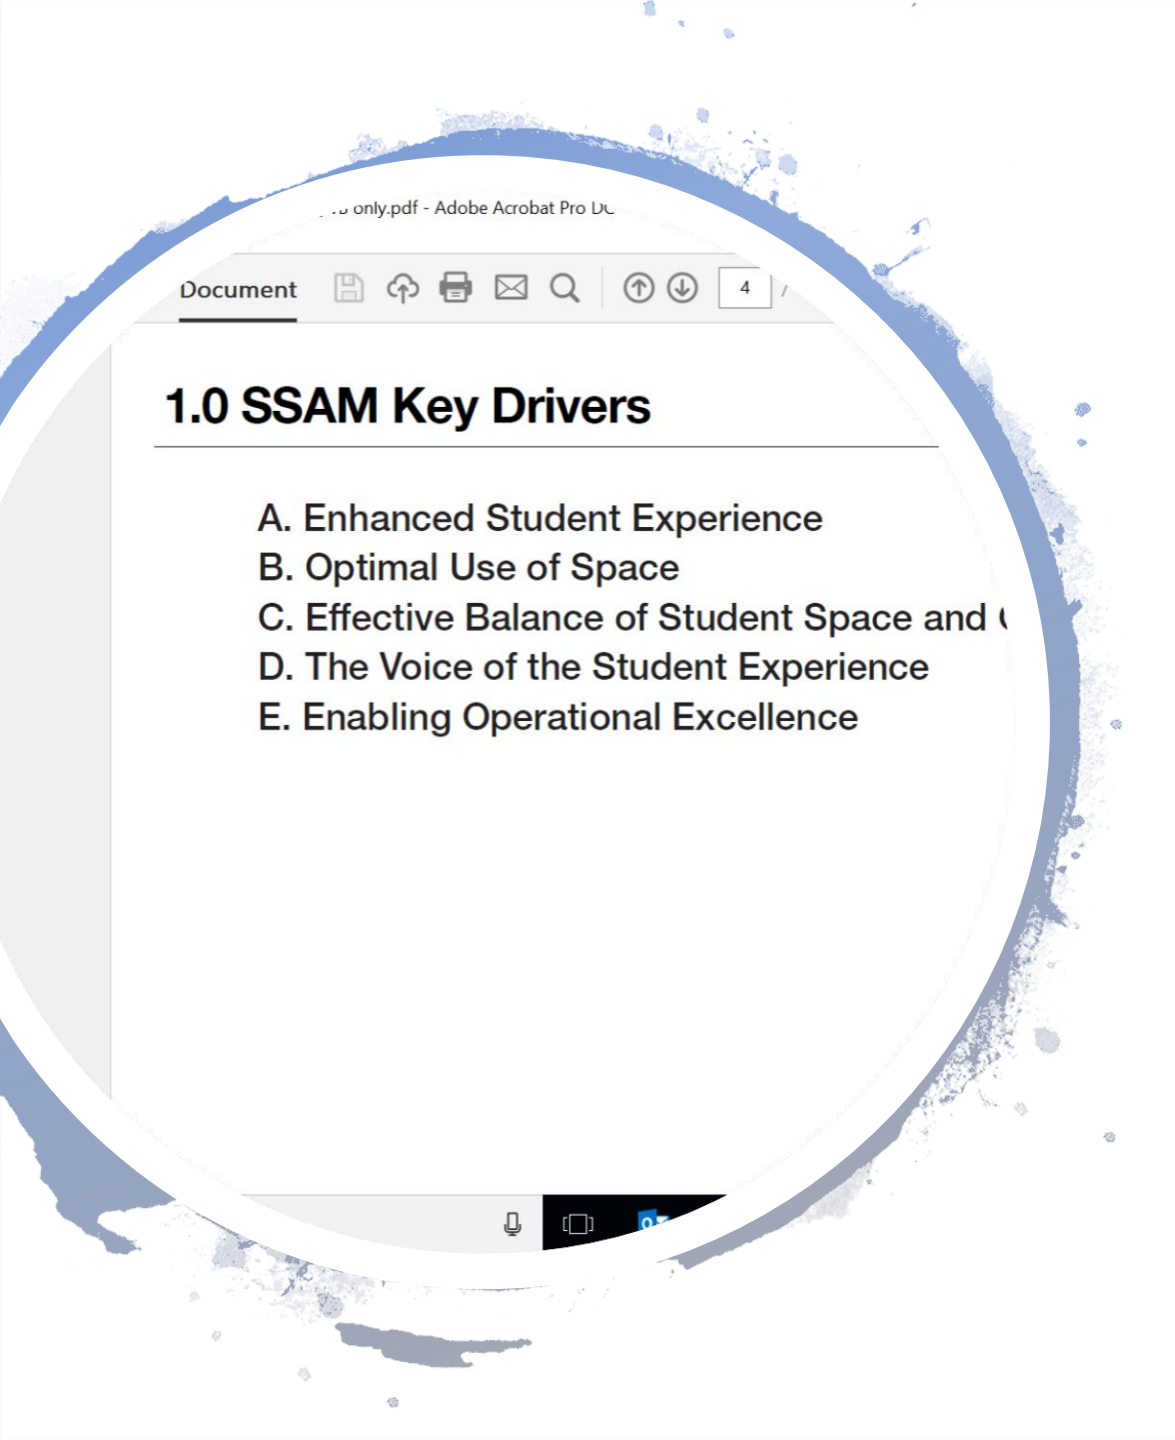 only.pdf - Adobe Acrobat Pro DC
Document
4 /
1.0 SSAM Key Drivers
A. Enhanced Student Experience
B. Optimal Use of Space
C. Effective Balance of Student Space and
D. The Voice of the Student Experience
E. Enabling Operational Excellence